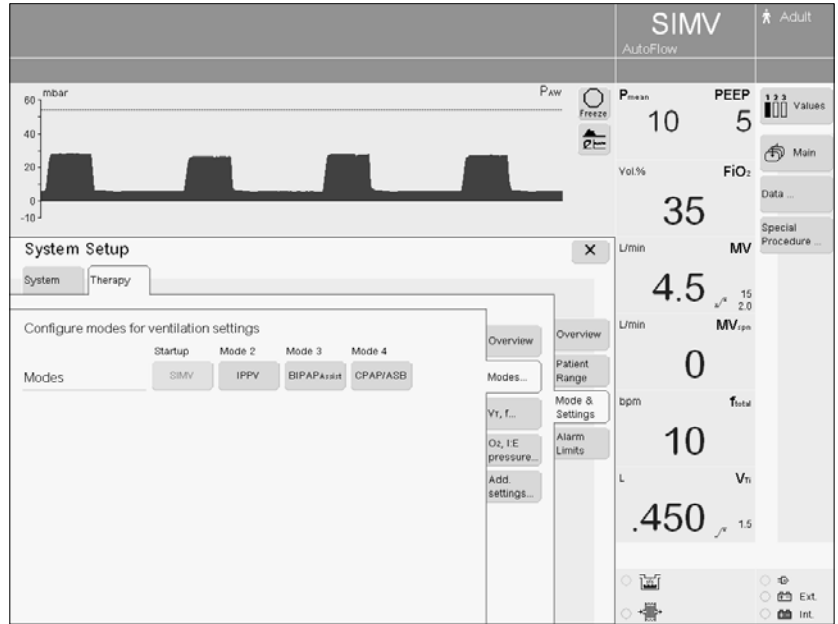 SIMV
AutoFlow
Adult
mbar
PAW
60
40
20
0
-10
Freeze
Pmean
PEEP
10
5
Vol.%
FiO2
35
L/min
MV
4.5
15
2.0
L/min
MVspn
0
bpm
ftotal
10
L
VTi
.450
1.5
1 2 3
Values
Main
Data ...
Special
Procedure ...
System Setup
X
System
Therapy
Configure modes for ventilation settings
Startup
Mode 2
Mode 3
Mode 4
Modes
SIMV
IPPV
BIPAPAssist
CPAP/ASB
Overview
Modes...
VT, f...
O2, I:E
pressure...
Add.
settings...
Overview
Patient
Range
Mode &
Settings
Alarm
Limits
Ext.
Int.